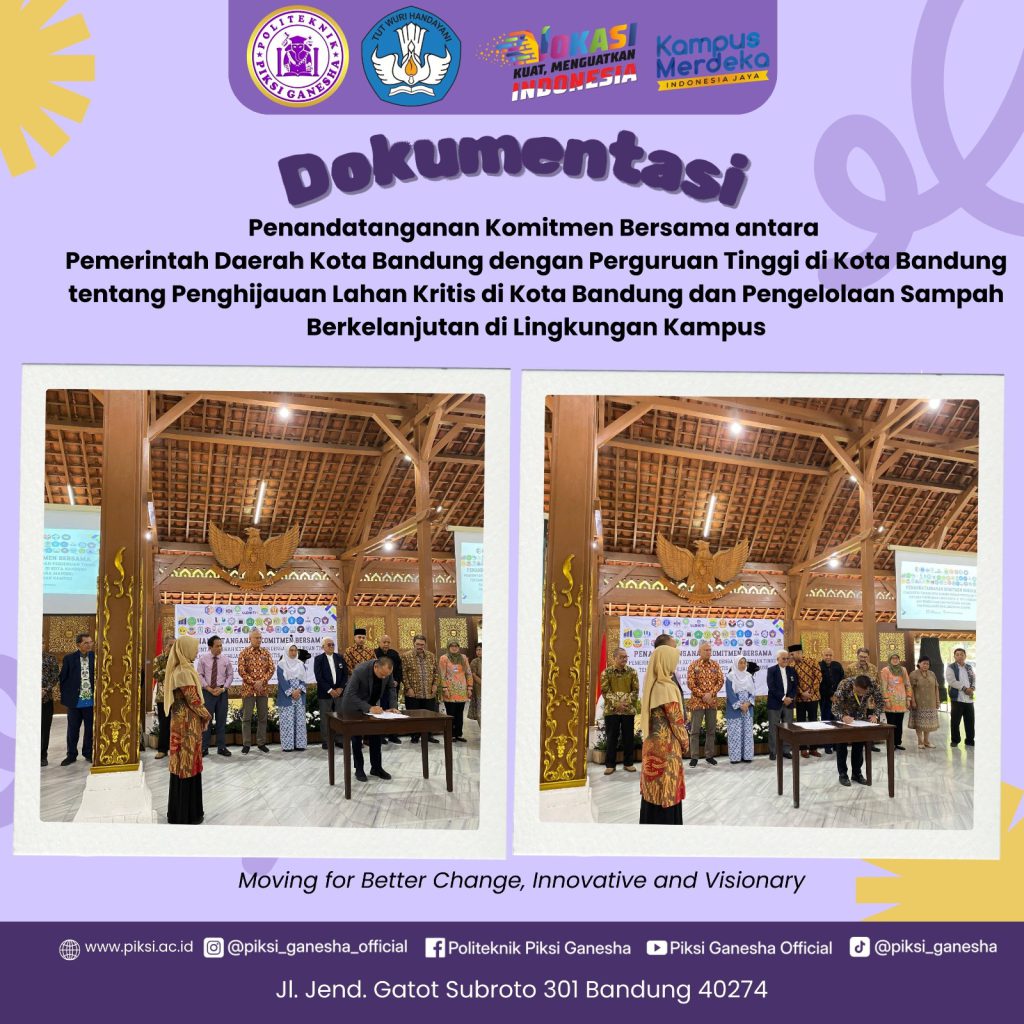 POLITEKNIK
PIKSI GANESHA
TUT WURI HANDAYANI
VOKASI
KUAT, MENGUATKAN
INDONESIA
Kampus
Merdeka
INDONESIA JAYA
Dokumentasi
Penandatanganan Komitmen Bersama antara
Pemerintah Daerah Kota Bandung dengan Perguruan Tinggi di Kota Bandung
tentang Penghijauan Lahan Kritis di Kota Bandung dan Pengelolaan Sampah
Berkelanjutan di Lingkungan Kampus
KOMITMEN BERSAMA
Moving for Better Change, Innovative and Visionary
www.piksi.ac.id @piksi_ganesha_official Politeknik Piksi Ganesha Piksi Ganesha Official @piksi_ganesha
Jl. Jend. Gatot Subroto 301 Bandung 40274